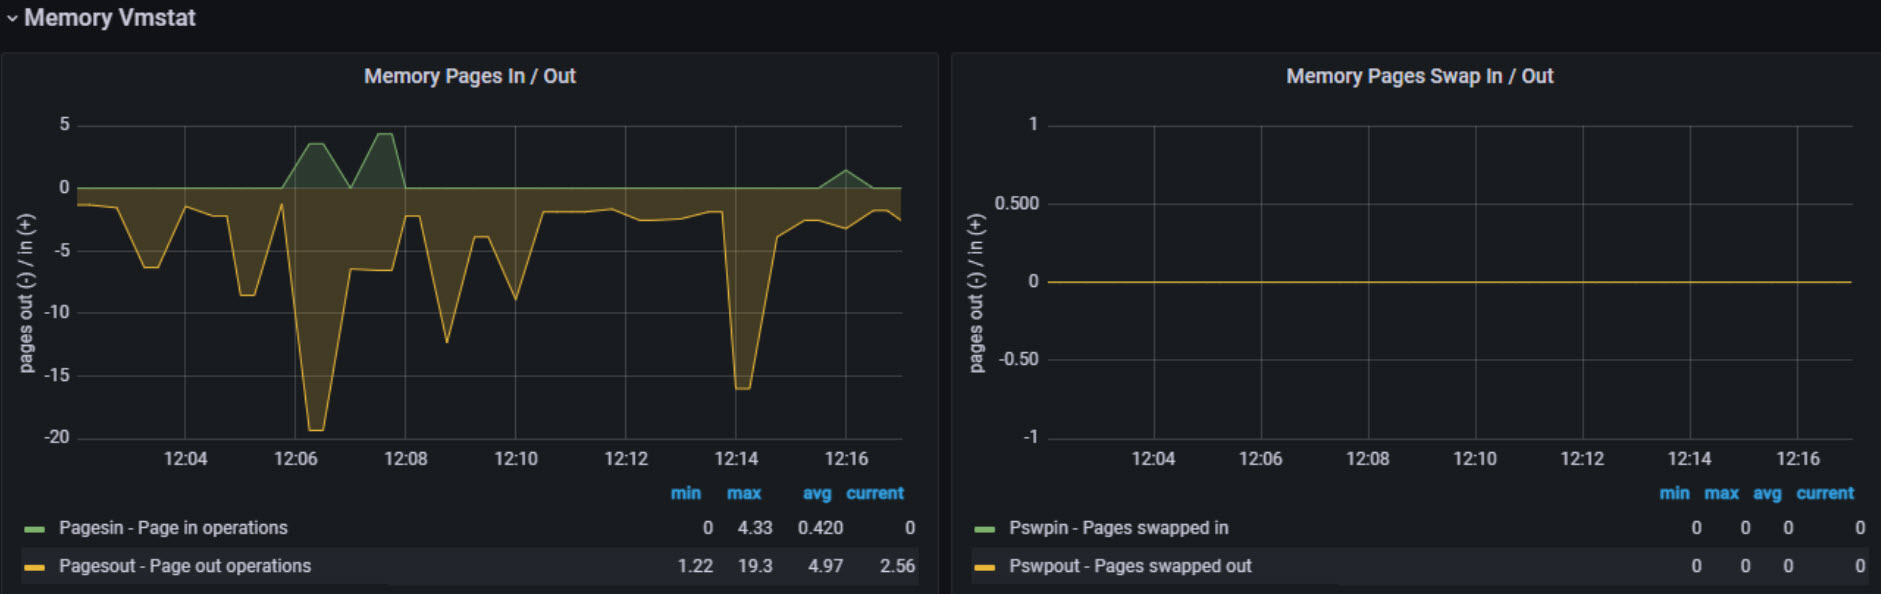 Memory Vmstat
Memory Pages In / Out
pages out (-) / in (+)
5
0
-5
-10
-15
-20
12:04 12:06 12:08 12:10 12:12 12:14 12:16
min max avg current
Pagesin - Page in operations 0 4.33 0.420 0
Pagesout - Page out operations 1.22 19.3 4.97 2.56
Memory Pages Swap In / Out
pages out (-) / in (+)
1
0.500
0
-0.50
-1
12:04 12:06 12:08 12:10 12:12 12:14 12:16
min max avg current
Pswpin - Pages swapped in 0 0 0 0
Pswpout - Pages swapped out 0 0 0 0